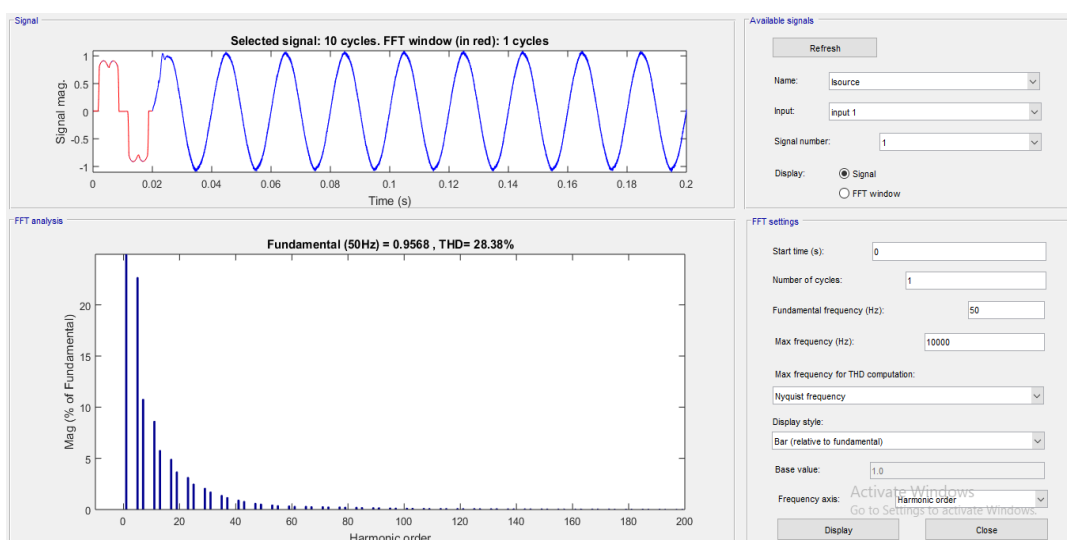 Signal
Selected signal: 10 cycles. FFT window (in red): 1 cycles
1
0.5
0
-0.5
-1
Signal mag.
0 0.02 0.04 0.06 0.08 0.1 0.12 0.14 0.16 0.18 0.2
Time (s)
Available signals
Refresh
Name: Isource
Input: input 1
Signal number: 1
Display: Signal
FFT window
FFT analysis
Fundamental (50Hz) = 0.9568 , THD= 28.38%
20
15
10
5
0
Mag (% of Fundamental)
0 20 40 60 80 100 120 140 160 180 200
Harmonic order
FFT settings
Start time (s): 0
Number of cycles: 1
Fundamental frequency (Hz): 50
Max frequency (Hz): 10000
Max frequency for THD computation:
Nyquist frequency
Display style:
Bar (relative to fundamental)
Base value: 1.0
Activate Windows
Frequency axis: Harmonic order
Go to Settings to activate Windows.
Display Close